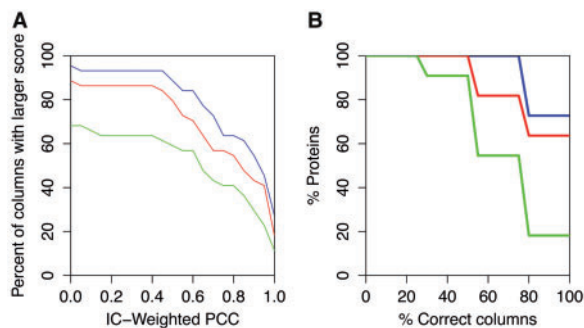 A
Percent of columns with larger score
100
80
60
40
20
0
0.0 0.2 0.4 0.6 0.8 1.0
IC–Weighted PCC
B
% Proteins
100
80
60
40
20
0
0 20 40 60 80 100
% Correct columns